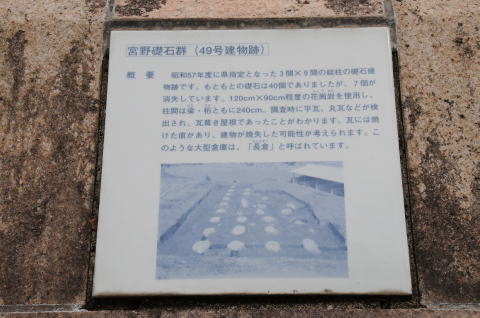 宮野礎石群（49号建物跡）
概　要　昭和57年度に県指定となった３間×９間の総柱の礎石建
物跡です。もともとの礎石は40個でありましたが、７個が
消失しています。120cm×90cm程度の花崗岩を使用し、
柱間は梁・桁ともに240cm、調査時に平瓦、丸瓦などが検
出され、瓦葺き屋根であったことがわかります。瓦には焼
けた痕があり、建物が焼失した可能性が考えられます。こ
のような大型倉庫は、「長倉」と呼ばれています。